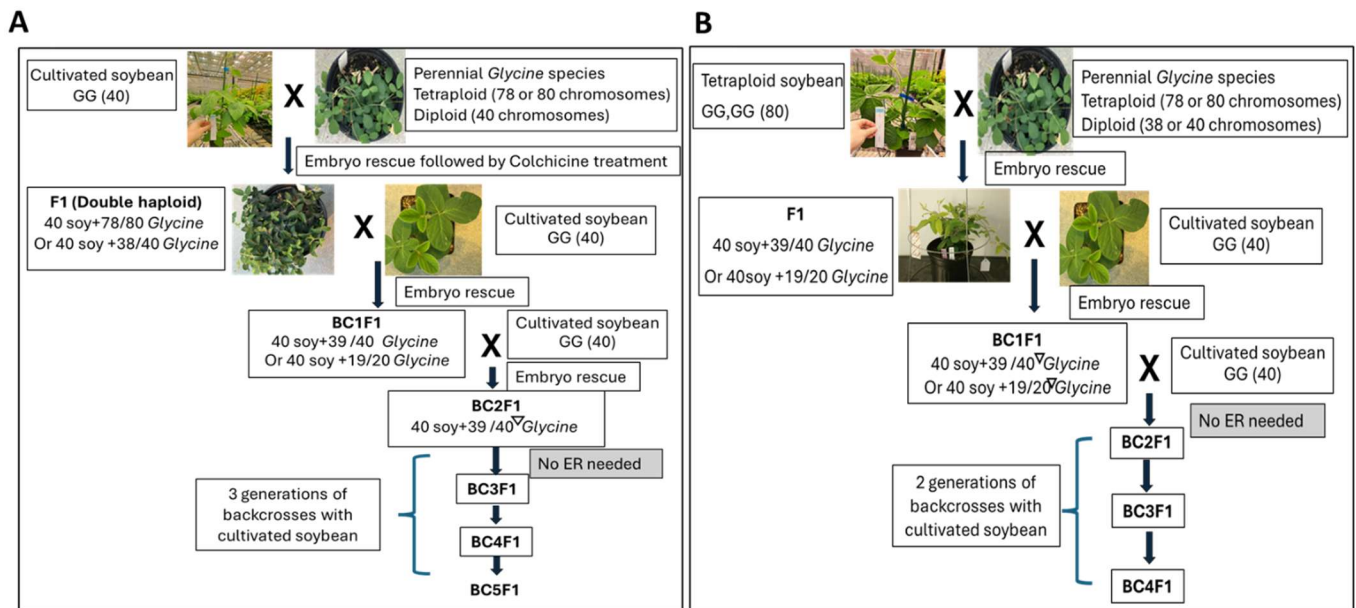 A
Cultivated soybean
GG (40)
X
Perennial Glycine species
Tetraploid (78 or 80 chromosomes)
Diploid (40 chromosomes)
Embryo rescue followed by Colchicine treatment
F1 (Double haploid)
40 soy+78/80 Glycine
Or 40 soy +38/40 Glycine
X
Cultivated soybean
GG (40)
Embryo rescue
BC1F1
40 soy+39 /40 Glycine
Or 40 soy +19/20 Glycine
X
Cultivated soybean
GG (40)
Embryo rescue
BC2F1
40 soy+39 /40▽Glycine
No ER needed
3 generations of
backcrosses with
cultivated soybean
BC3F1
BC4F1
BC5F1
B
Tetraploid soybean
GG,GG (80)
X
Perennial Glycine species
Tetraploid (78 or 80 chromosomes)
Diploid (38 or 40 chromosomes)
Embryo rescue
F1
40 soy+39/40 Glycine
Or 40soy +19/20 Glycine
X
Cultivated soybean
GG (40)
Embryo rescue
BC1F1
40 soy+39 /40▽Glycine
Or 40 soy +19/20▽Glycine
X
Cultivated soybean
GG (40)
No ER needed
BC2F1
2 generations of
backcrosses with
cultivated soybean
BC3F1
BC4F1